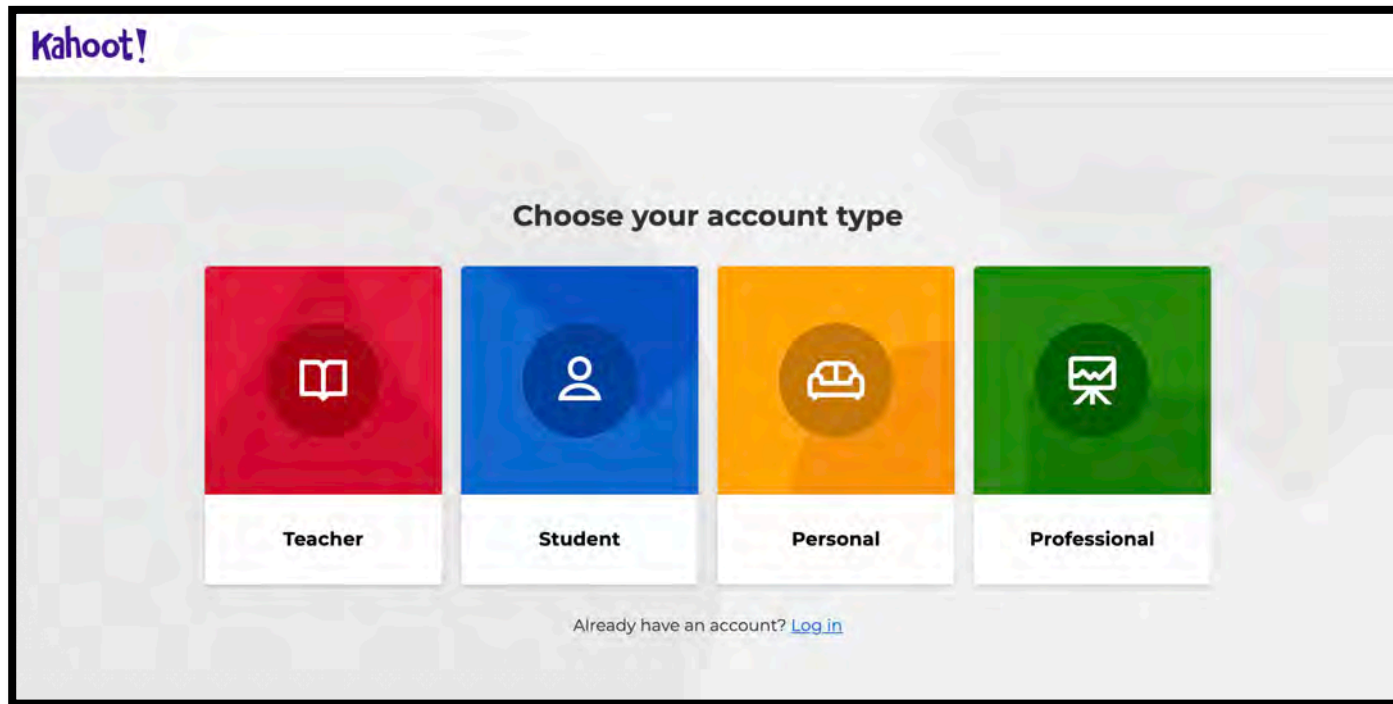 Kahoot!
Choose your account type
Teacher
Student
Personal
Professional
Already have an account? Log in